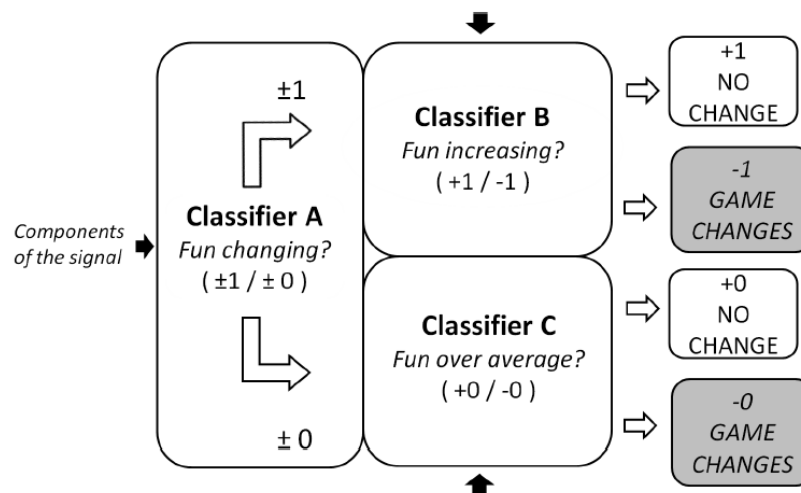 Components
of the signal
±1
Classifier A
Fun changing?
( ±1 / ± 0 )
± 0
Classifier B
Fun increasing?
( +1 / -1 )
Classifier C
Fun over average?
( +0 / -0 )
+1
NO
CHANGE
-1
GAME
CHANGES
+0
NO
CHANGE
-0
GAME
CHANGES